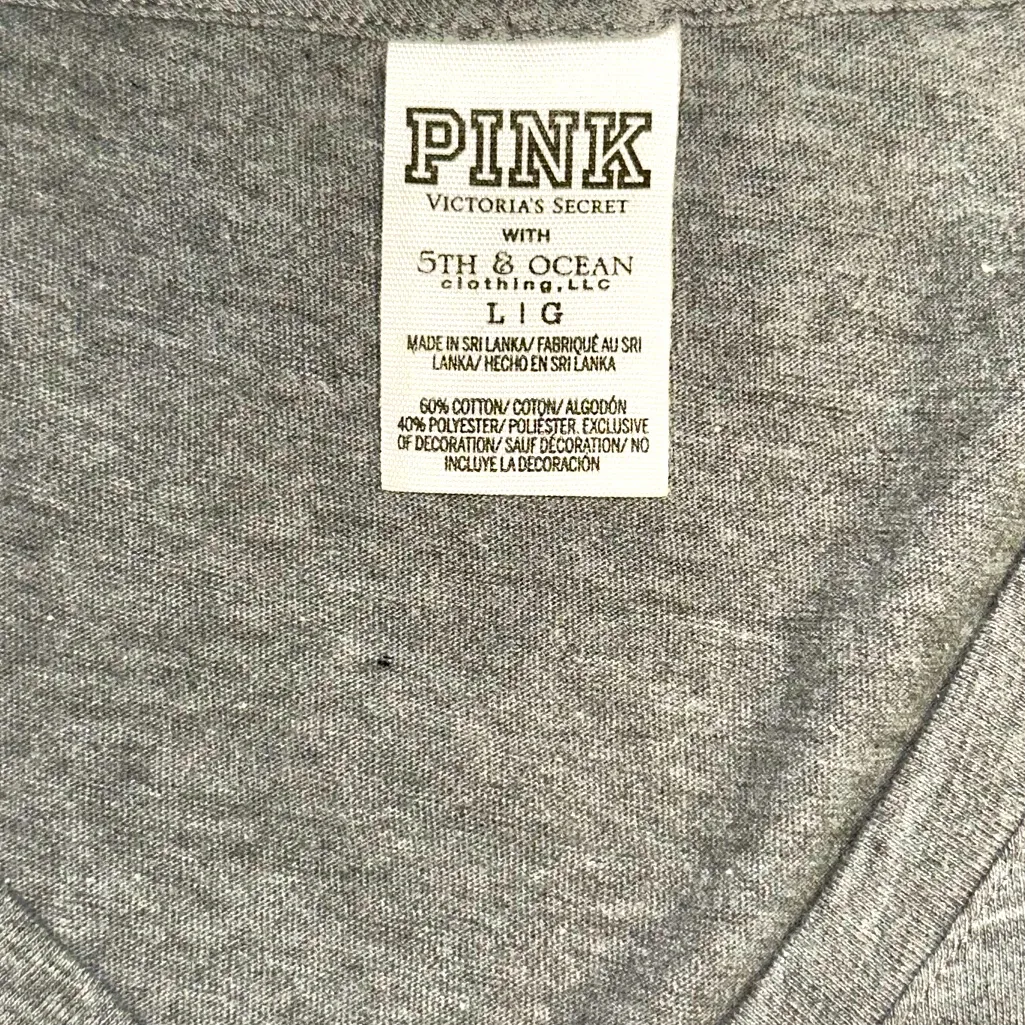 PINK
VICTORIA'S SECRET
WITH
5TH & OCEAN
clothing,LLC
L | G
MADE IN SRI LANKA/ FABRIQUÉ AU SRI
LANKA/ HECHO EN SRI LANKA
60% COTTON/ COTON/ ALGODÓN
40% POLYESTER/ POLIÉSTER. EXCLUSIVE
OF DECORATION/ SAUF DÉCORATION/ NO
INCLUYE LA DECORACIÓN